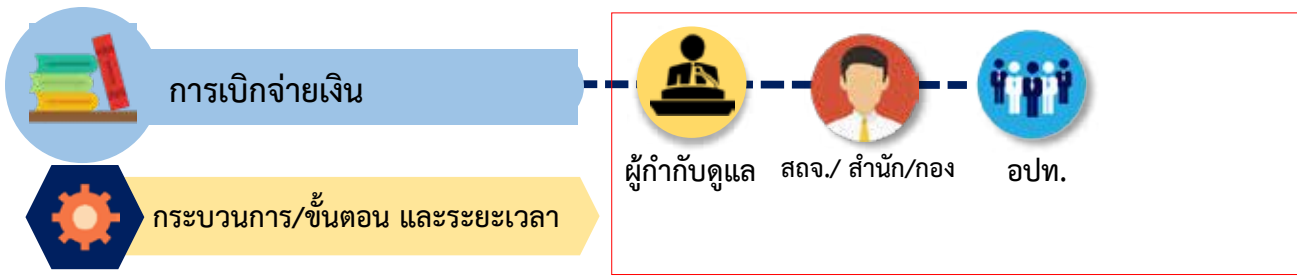 การเบิกจ่ายเงิน
ผู้กำกับดูแล
สถจ./ สำนัก/กอง
อปท.
กระบวนการ/ขั้นตอน และระยะเวลา